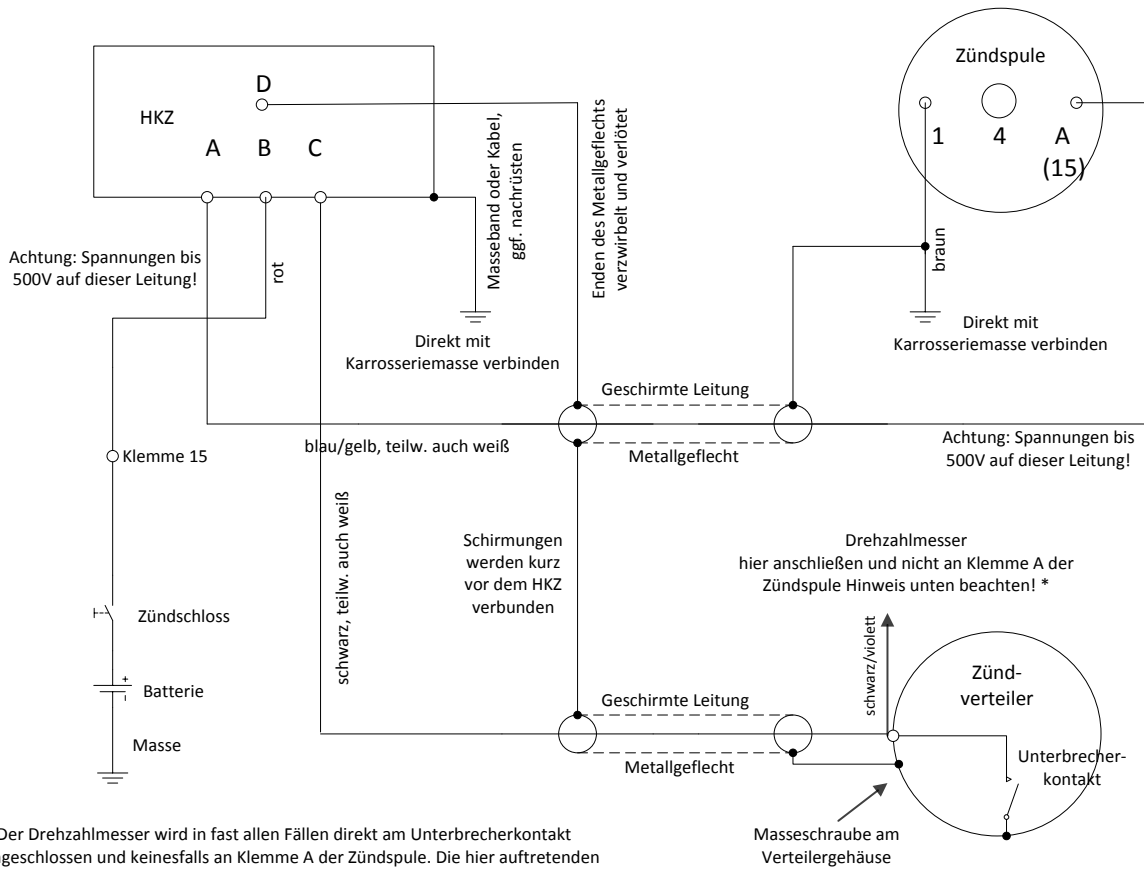 HKZ
D
A
B
C
Zündspule
1
4
A
(15)
Achtung: Spannungen bis
500V auf dieser Leitung!
rot
Masseband oder Kabel,
ggf. nachrüsten
Enden des Metallgeflechts
verzwirbelt und verlötet
braun
Direkt mit
Karrosseriemasse verbinden
Direkt mit
Karrosseriemasse verbinden
Geschirmte Leitung
blau/gelb, teilw. auch weiß
Metallgeflecht
Achtung: Spannungen bis
500V auf dieser Leitung!
Klemme 15
schwarz, teilw. auch weiß
Schirmungen
werden kurz
vor dem HKZ
verbunden
Drehzahlmesser
hier anschließen und nicht an Klemme A der
Zündspule Hinweis unten beachten! *
Zündschloss
schwarz/violett
Zünd-
verteiler
+
Batterie
-
Geschirmte Leitung
Masse
Metallgeflecht
Unterbrecher-
kontakt
Masseschraube am
Verteilergehäuse
Der Drehzahlmesser wird in fast allen Fällen direkt am Unterbrecherkontakt
geschlossen und keinesfalls an Klemme A der Zündspule. Die hier auftretenden